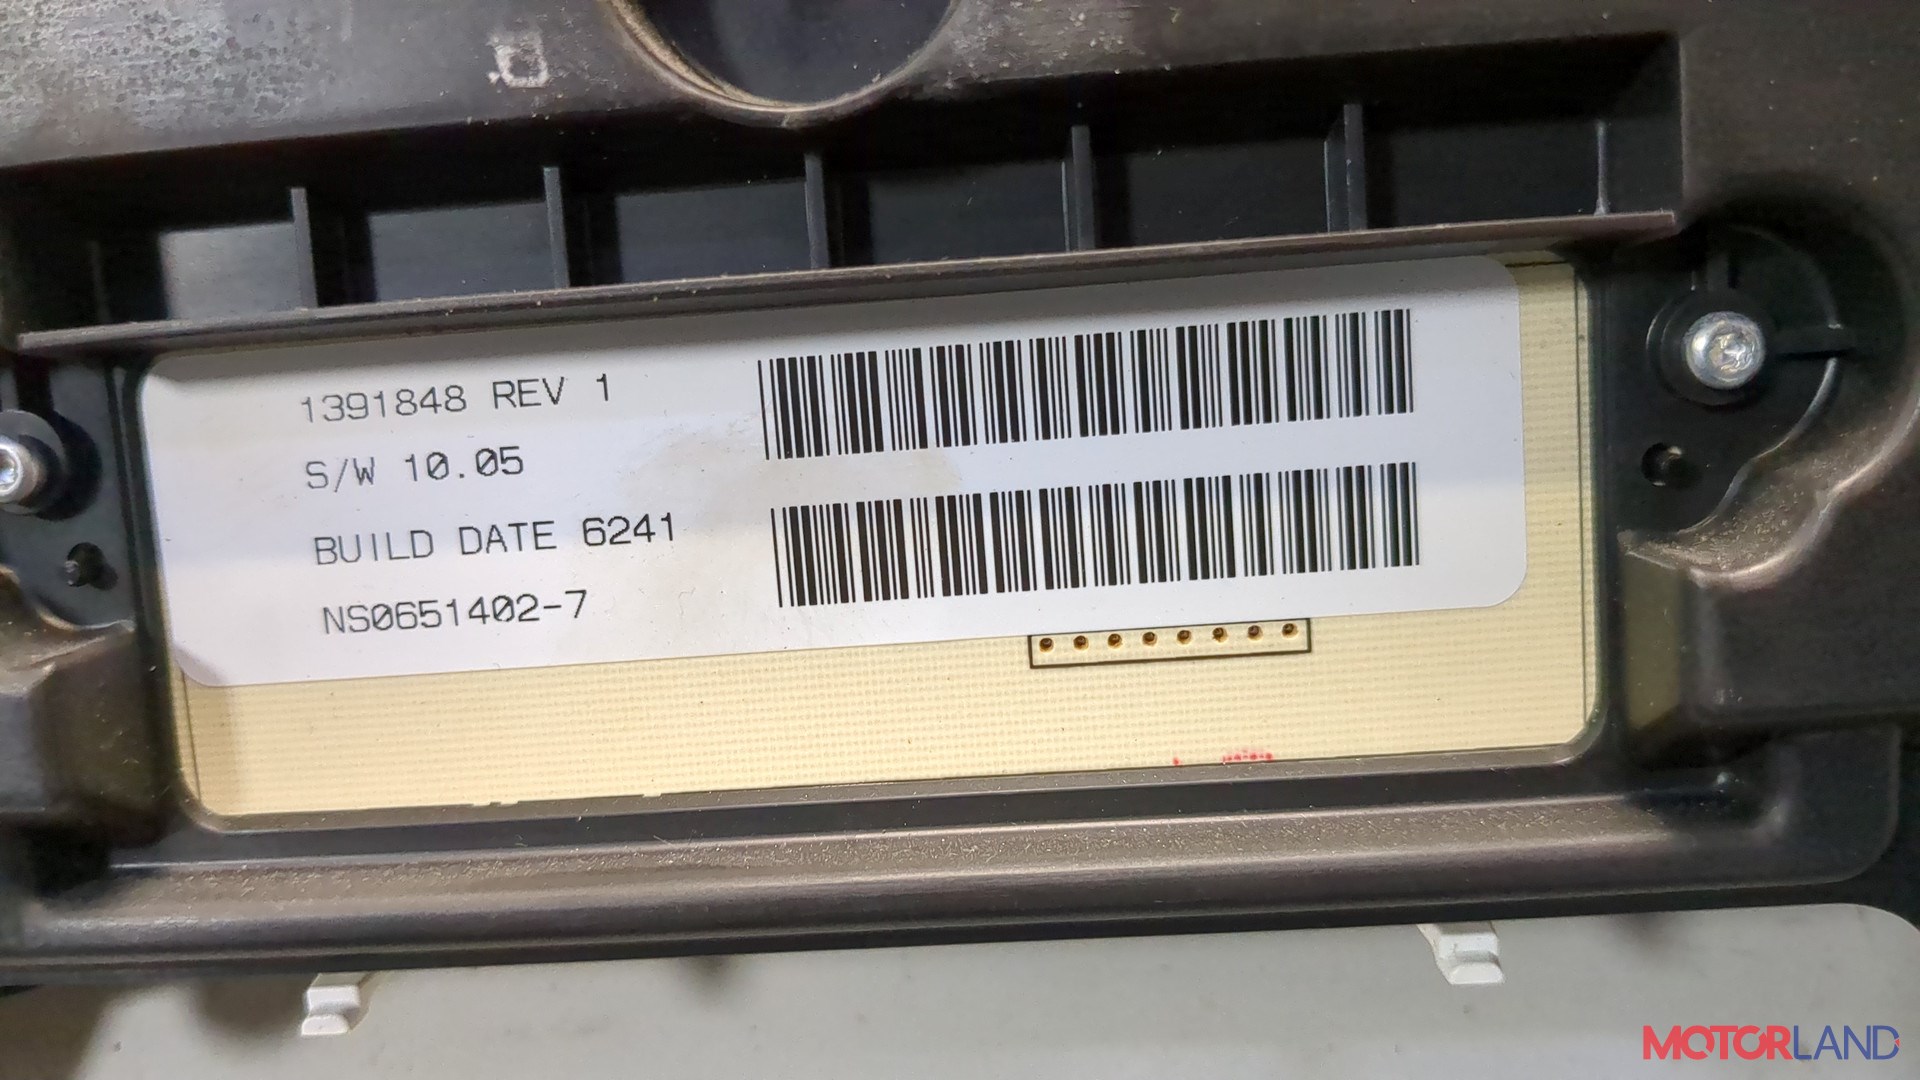 1391848 REV 1
S/W 10.05
BUILD DATE 6241
NS0651402-7
MOTORLAND